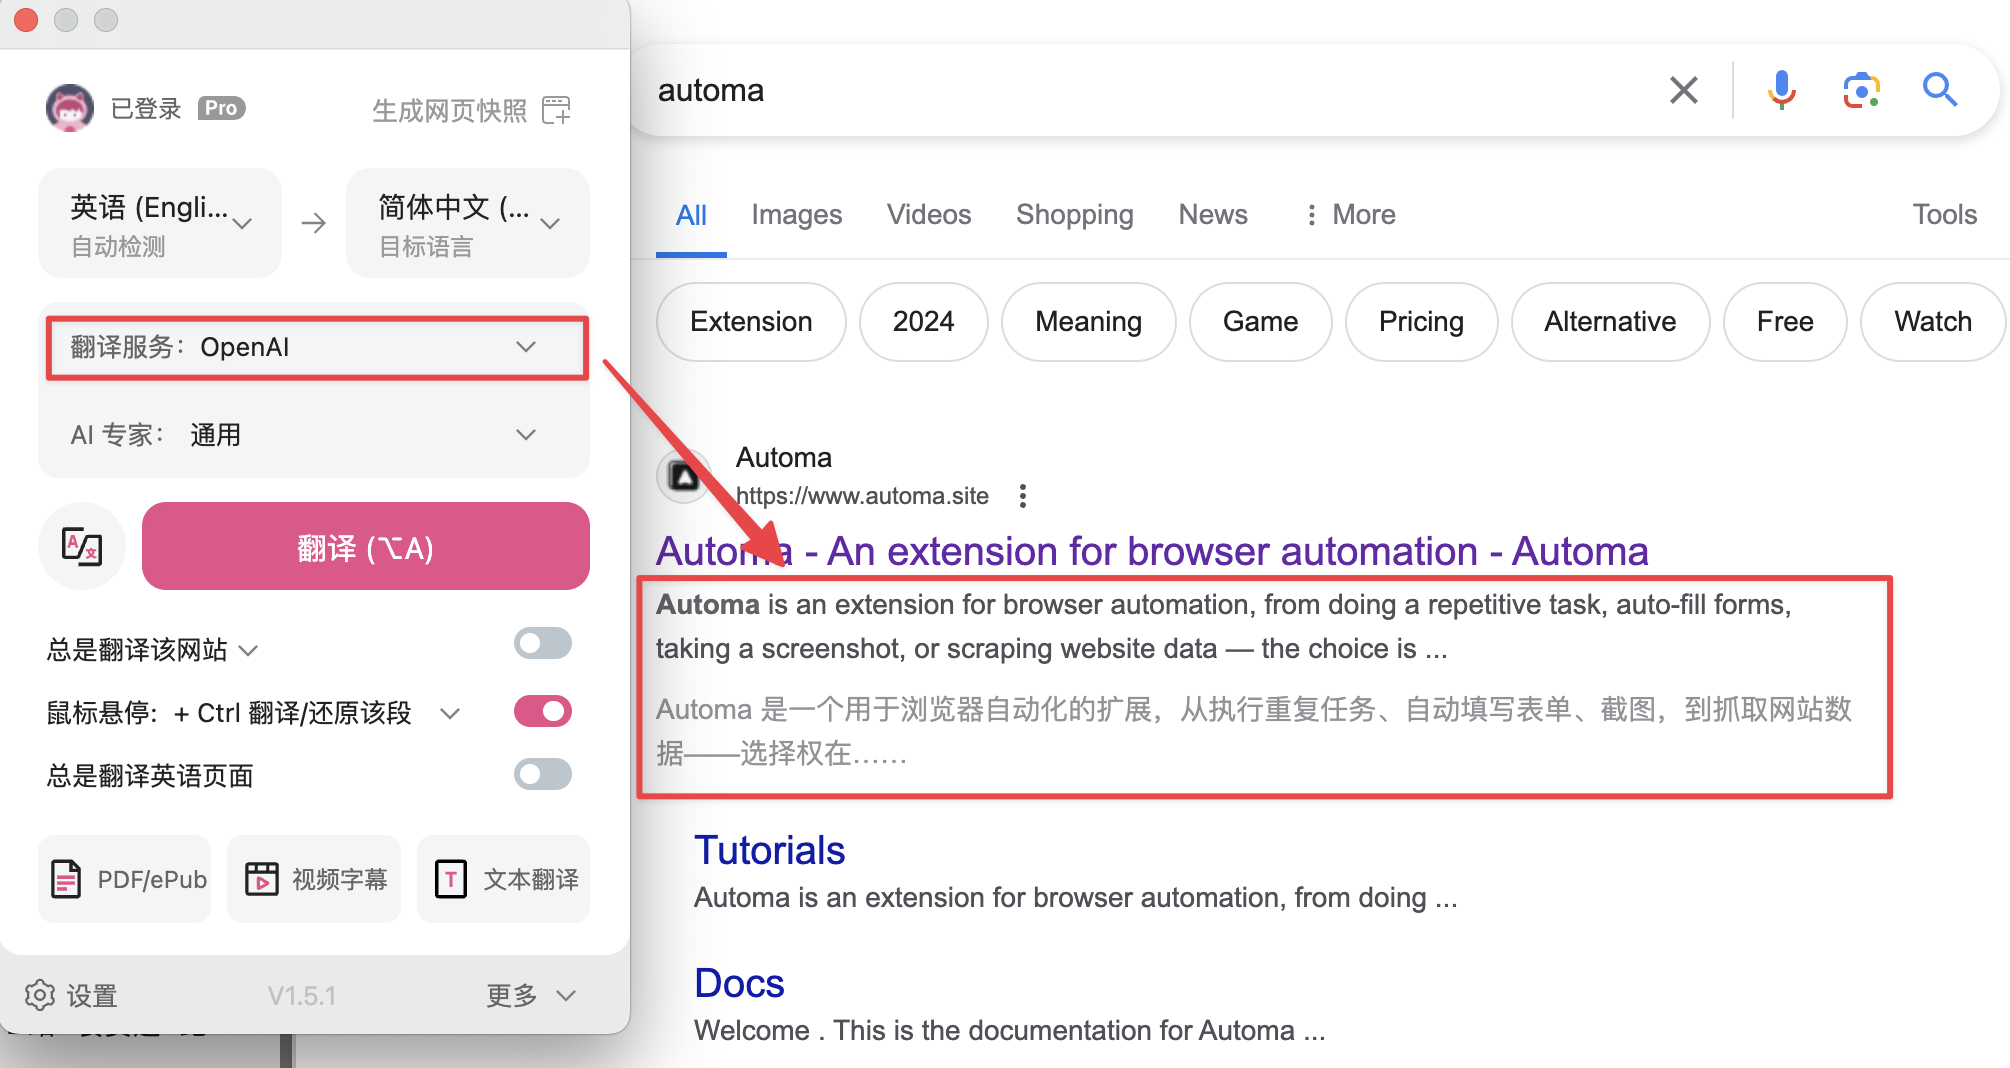 已登录 Pro
生成网页快照
英语 (Engli...
自动检测
简体中文 (...
目标语言
翻译服务: OpenAI
AI 专家: 通用
翻译 (⌥A)
总是翻译该网站
鼠标悬停: + Ctrl 翻译/还原该段
总是翻译英语页面
PDF/ePub
视频字幕
T 文本翻译
设置
V1.5.1
更多
automa
All Images Videos Shopping News More Tools
Extension 2024 Meaning Game Pricing Alternative Free Watch
Automa
https://www.automa.site
Automa - An extension for browser automation - Automa
Automa is an extension for browser automation, from doing a repetitive task, auto-fill forms,
taking a screenshot, or scraping website data — the choice is ...
Automa 是一个用于浏览器自动化的扩展，从执行重复任务、自动填写表单、截图，到抓取网站数
据——选择权在……
Tutorials
Automa is an extension for browser automation, from doing ...
Docs
Welcome . This is the documentation for Automa ...